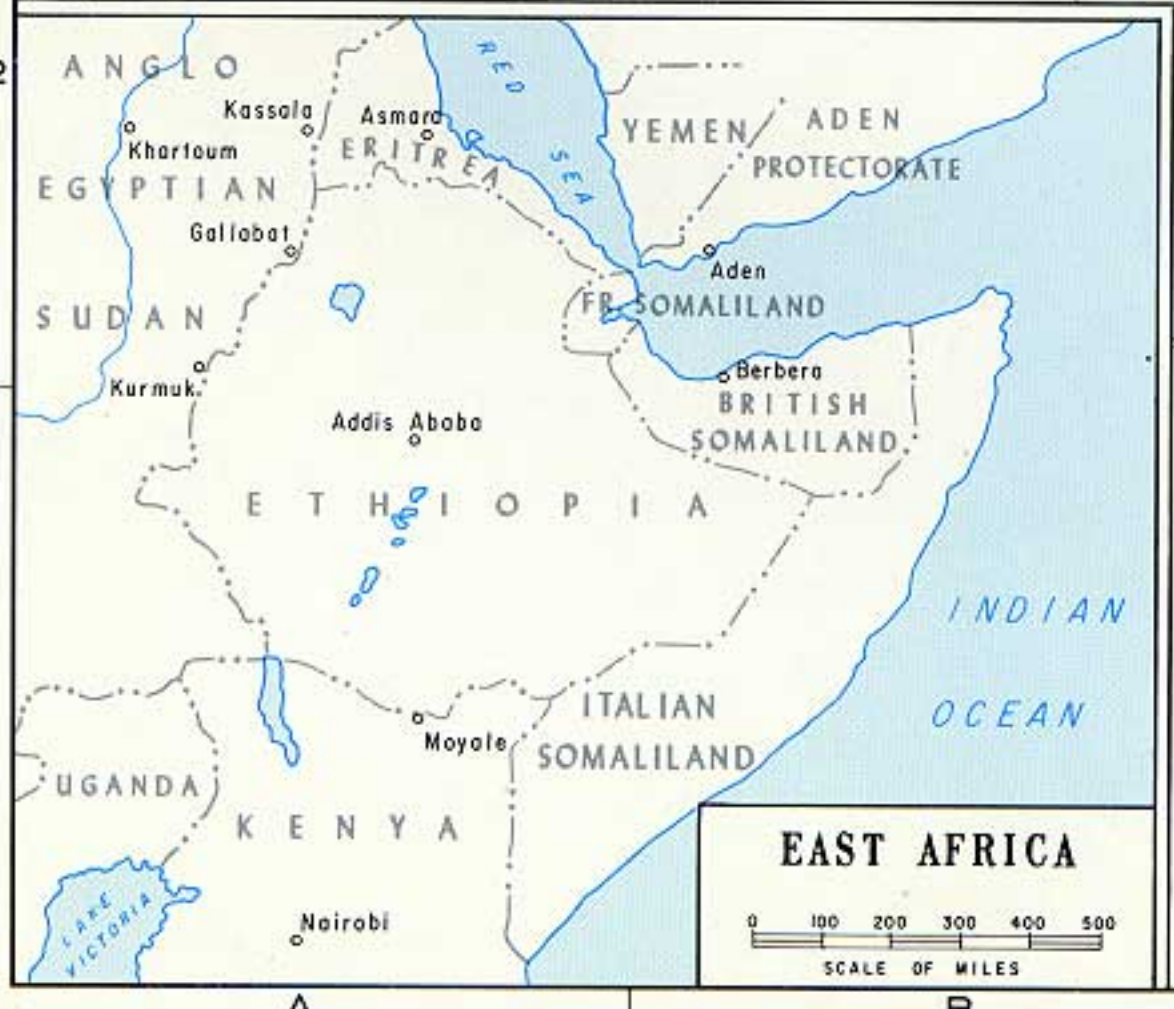 2
ANGLO
EGYPTIAN
SUDAN
Kassala
Khartoum
Gallabat
Kurmuk
Asmara
ERITREA
RED
SEA
YEMEN
ADEN
PROTECTORATE
Aden
FR. SOMALILAND
Berbera
BRITISH
SOMALILAND
Addis Ababa
ETHIOPIA
INDIAN
OCEAN
ITALIAN
SOMALILAND
Moyale
UGANDA
KENYA
LAKE
VICTORIA
Nairobi
EAST AFRICA
0 100 200 300 400 500
SCALE OF MILES
A
B